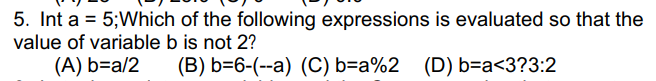 5. Int a = 5;Which of the following expressions is evaluated so that the
value of variable b is not 2?
(A) b=a/2 (B) b=6-(--a) (C) b=a%2 (D) b=a<3?3:2